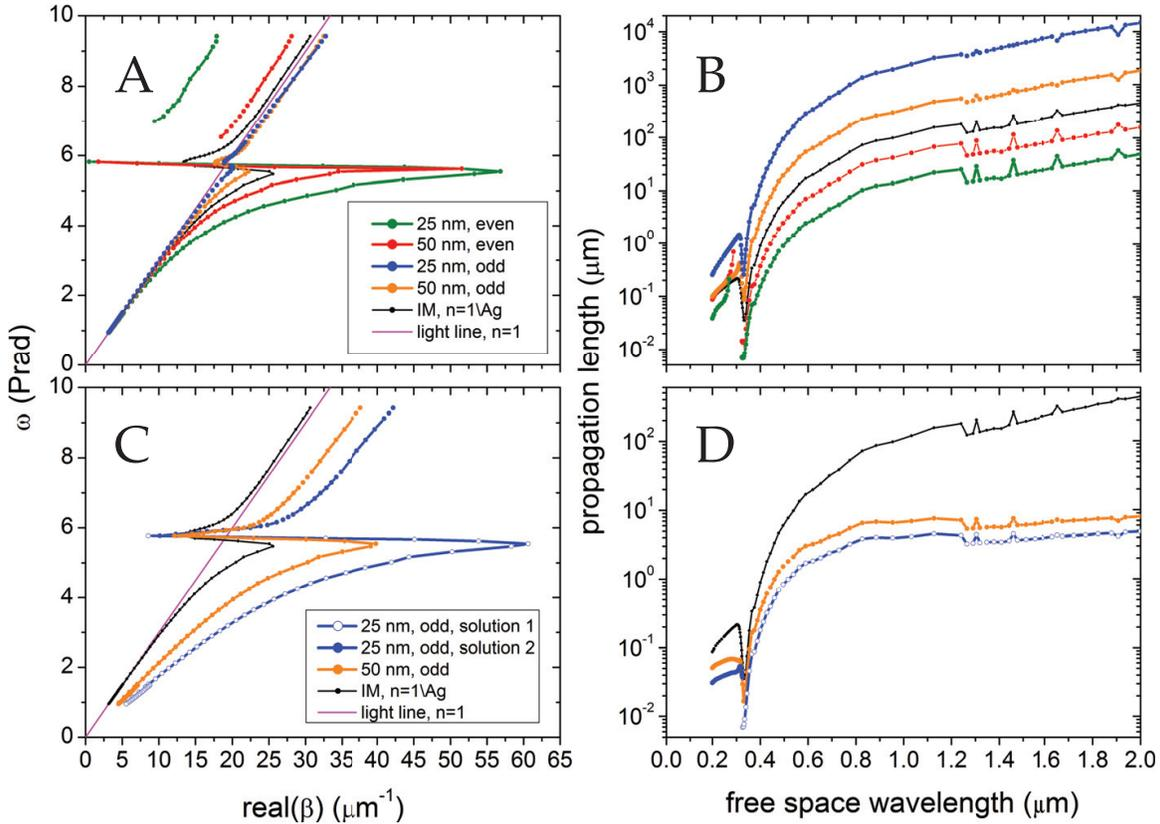 A
10
8
6
4
2
0
25 nm, even
50 nm, even
25 nm, odd
50 nm, odd
IM, n=1\Ag
light line, n=1
B
10⁴
10³
10²
10¹
10⁰
10⁻¹
10⁻²
ω (Prad)
propagation length (μm)
C
10
8
6
4
2
0
25 nm, odd, solution 1
25 nm, odd, solution 2
50 nm, odd
IM, n=1\Ag
light line, n=1
0 5 10 15 20 25 30 35 40 45 50 55 60 65
real(β) (μm⁻¹)
D
10²
10¹
10⁰
10⁻¹
10⁻²
0.0 0.2 0.4 0.6 0.8 1.0 1.2 1.4 1.6 1.8 2.0
free space wavelength (μm)